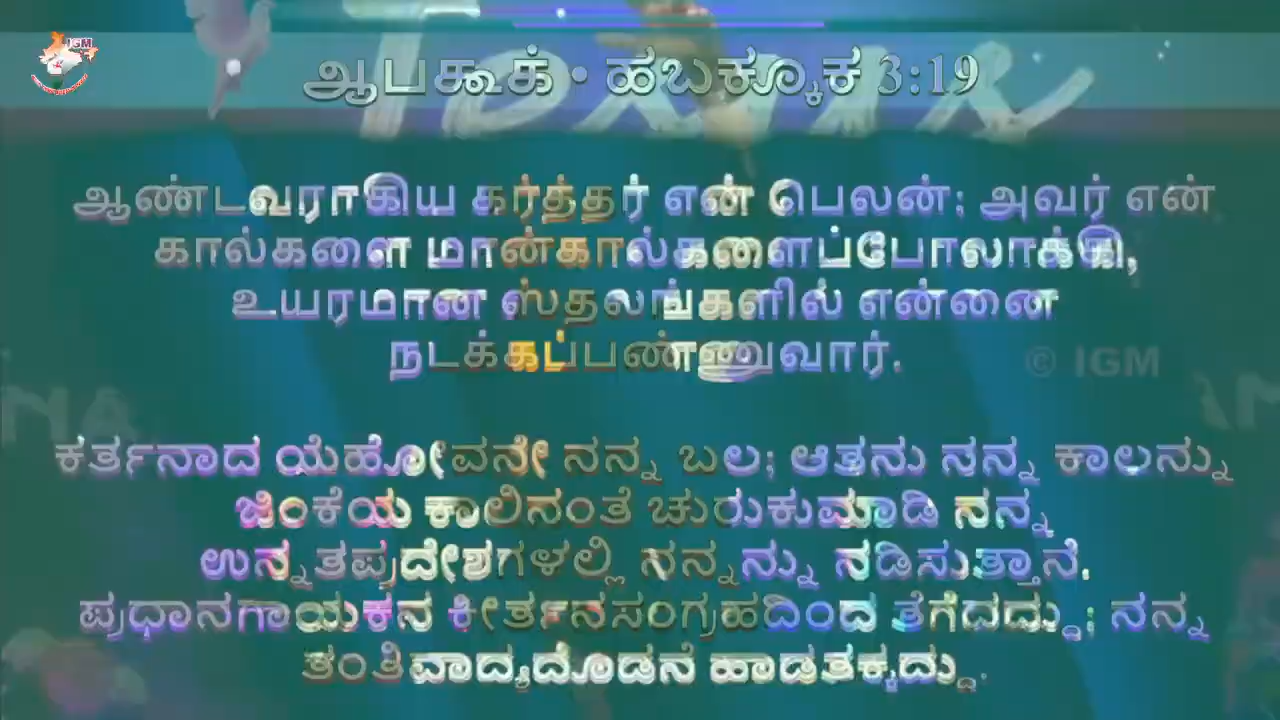 IGM
ஆபகூக் • ಹಬಕ್ಕೂಕ 3:19
ஆண்டவராகிய கர்த்தர் என் பெலன்; அவர் என்
கால்களை மான்கால்களைப்போலாக்கி,
உயரமான ஸ்தலங்களில் என்னை
நடக்கப்பண்ணுவார்.
© IGM
ಕರ್ತನಾದ ಯೆಹೋವನೇ ನನ್ನ ಬಲ; ಆತನು ನನ್ನ ಕಾಲನ್ನು
ಜಿಂಕೆಯ ಕಾಲಿನಂತೆ ಚುರುಕುಮಾಡಿ ನನ್ನ
ಉನ್ನತಪ್ರದೇಶಗಳಲ್ಲಿ ನನ್ನನ್ನು ನಡಿಸುತ್ತಾನೆ.
ಪ್ರಧಾನಗಾಯಕನ ಕೀರ್ತನಸಂಗ್ರಹದಿಂದ ತೆಗೆದದ್ದು; ನನ್ನ
ತಂತಿವಾದ್ಯದೊಡನೆ ಹಾಡತಕ್ಕದ್ದು.